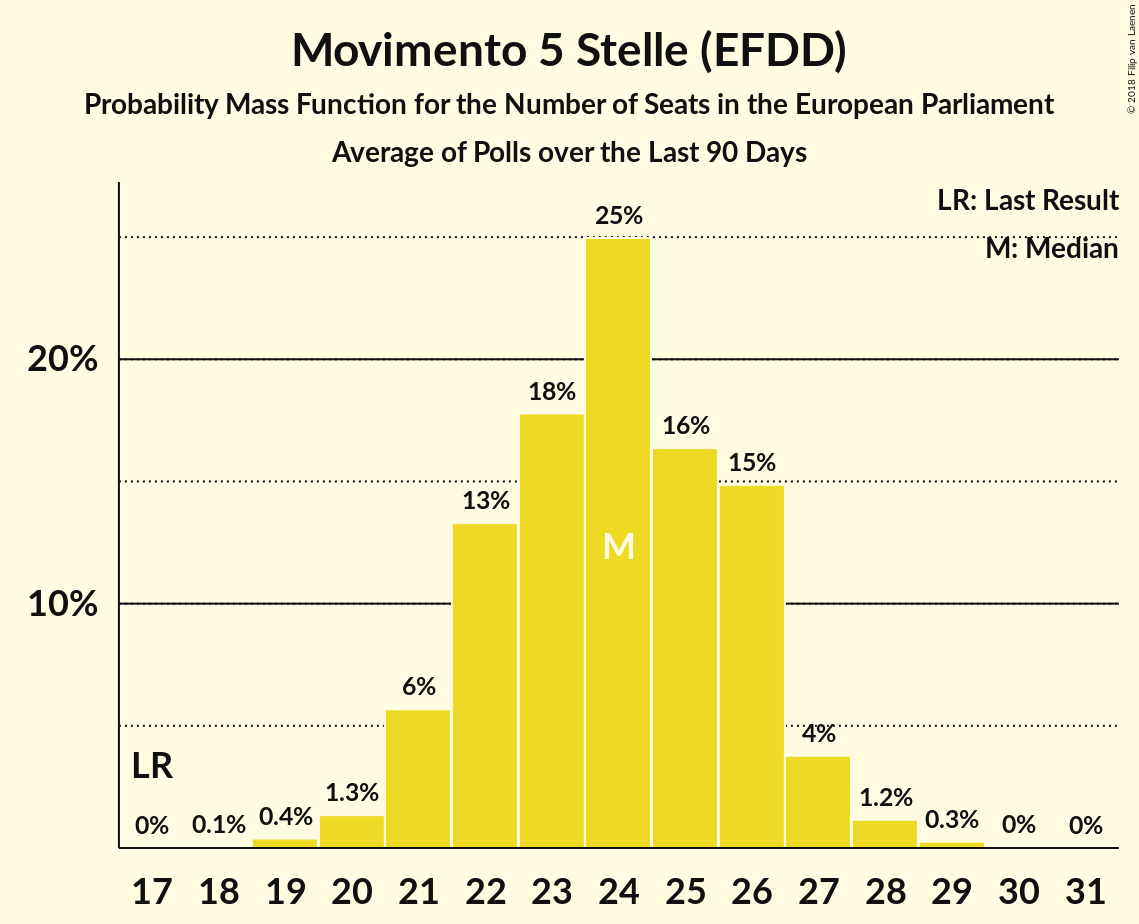 Movimento 5 Stelle (EFDD)
Probability Mass Function for the Number of Seats in the European Parliament
Average of Polls over the Last 90 Days
© 2018 Filip van Laenen
LR: Last Result
M: Median
25%
20%
18%
16%
15%
13%
M
10%
6%
4%
LR
1.3%
1.2%
0%
0.1%
0.4%
0.3%
0%
0%
17 18 19 20 21 22 23 24 25 26 27 28 29 30 31